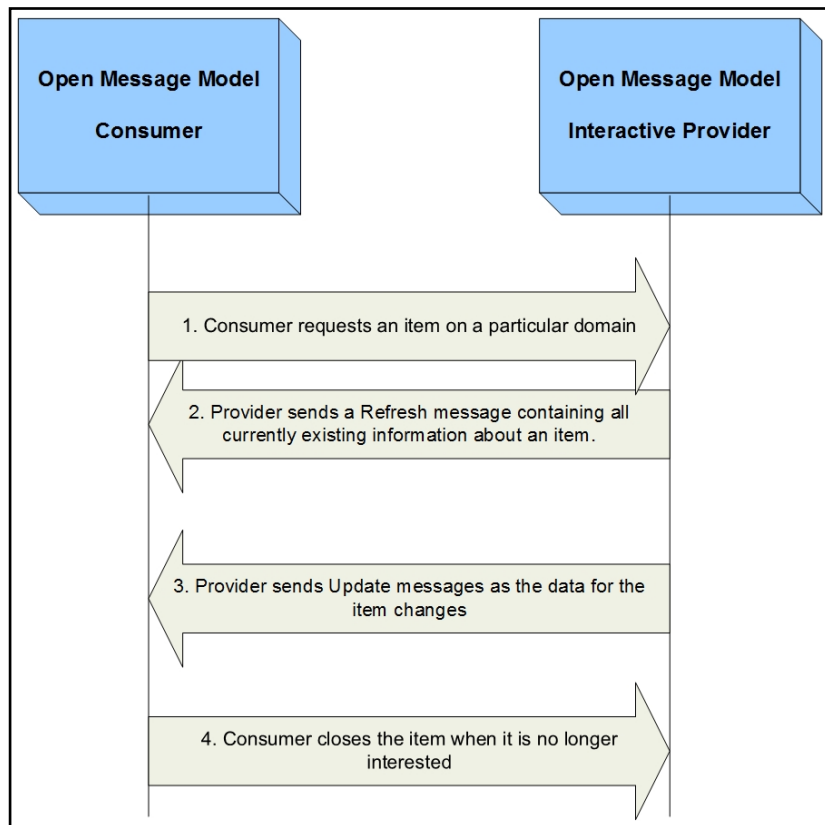 Open Message Model
Consumer
Open Message Model
Interactive Provider
1. Consumer requests an item on a particular domain
2. Provider sends a Refresh message containing all
currently existing information about an item.
3. Provider sends Update messages as the data for the
item changes
4. Consumer closes the item when it is no longer
interested